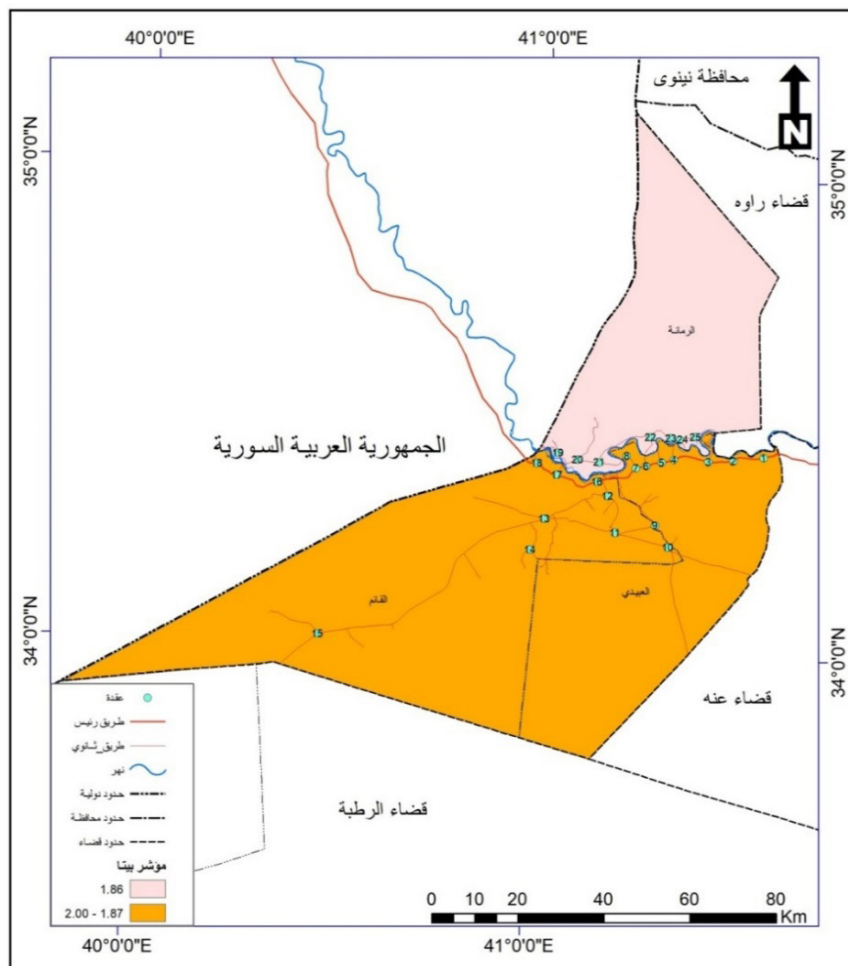 40°0'0"E
41°0'0"E
محافظة نينوى
N
35°0'0"N
35°0'0"N
قضاء راوه
الرمانة
الجمهورية العربية السورية
25
24
23
22
21
20
19
18
17
16
1
2
3
4
5
6
7
8
12
13
14
11
9
10
15
القائم
العبيدي
34°0'0"N
34°0'0"N
قضاء عنه
قضاء الرطبة
عقدة
طريق رئيس
طريق_ثانوي
نهر
حدود دولية
حدود محافظة
حدود قضاء
مؤشر بيتا
1.86
2.00 - 1.87
0 10 20 40 60 80
Km
40°0'0"E
41°0'0"E